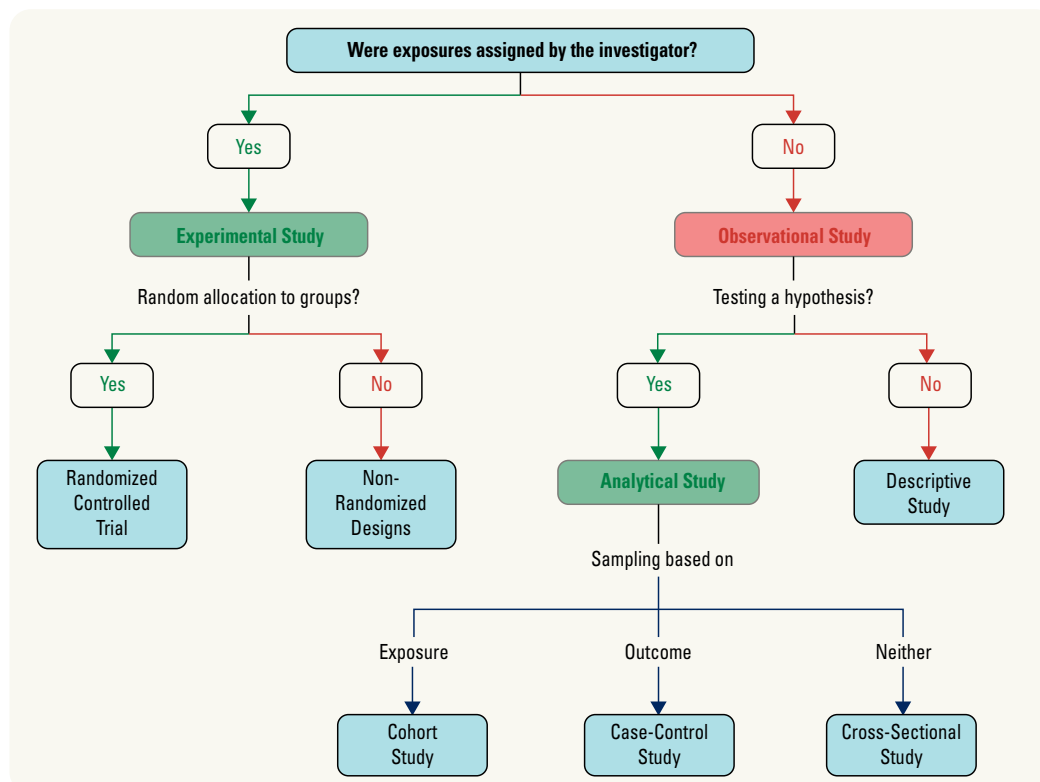 Were exposures assigned by the investigator?
Yes
No
Experimental Study
Observational Study
Random allocation to groups?
Testing a hypothesis?
Yes
No
Yes
No
Randomized
Controlled
Trial
Non-
Randomized
Designs
Analytical Study
Descriptive
Study
Sampling based on
Exposure
Outcome
Neither
Cohort
Study
Case-Control
Study
Cross-Sectional
Study